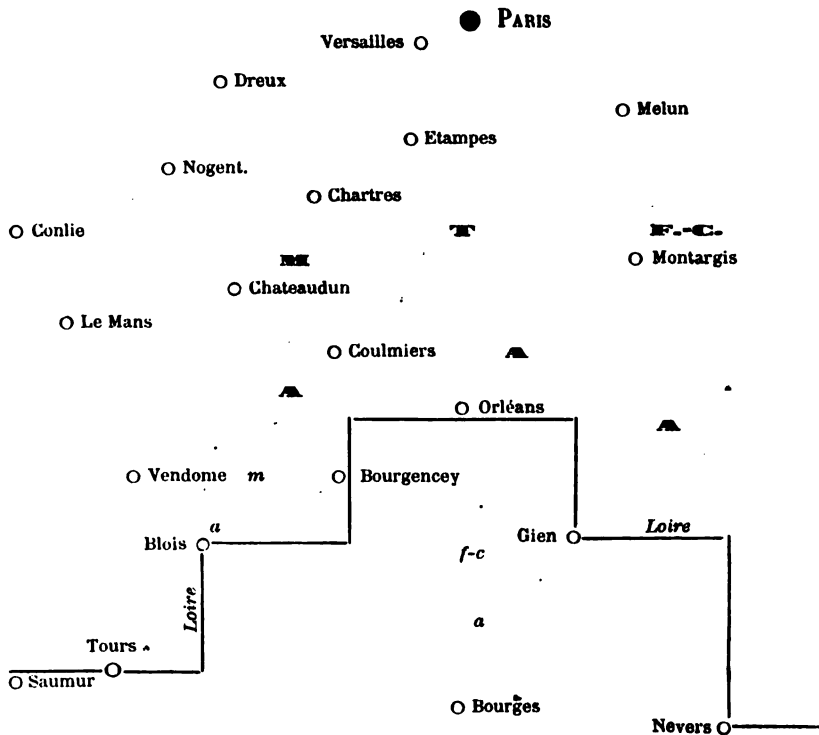 PARIS
Versailles
Dreux
Melun
Etampes
Nogent.
Chartres
Conlie
T
F.-C.
M
Montargis
Chateaudun
Le Mans
Coulmiers
A
A
Orléans
A
Vendome
m
Bourgencey
a
Loire
Blois
Gien
f-c
Loire
a
Tours
Saumur
Bourges
Nevers